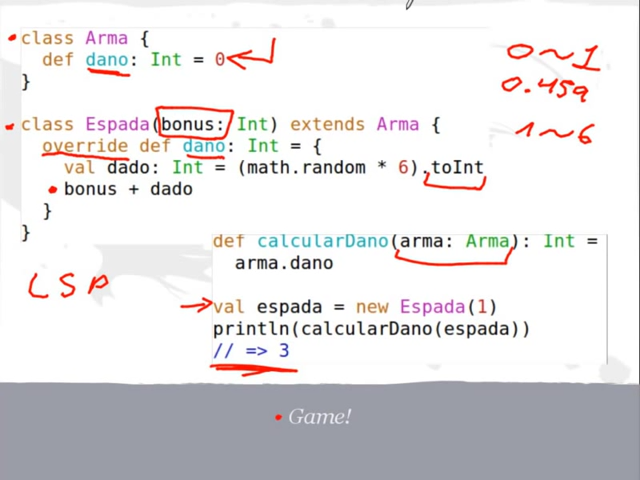 class Arma {
def dano: Int = 0
}
class Espada(bonus: Int) extends Arma {
override def dano: Int = {
val dado: Int = (math.random * 6).toInt
bonus + dado
}
}
0~1
0.459
1~6
LSP
def calcularDano(arma: Arma): Int =
arma.dano
val espada = new Espada(1)
println(calcularDano(espada))
// => 3
Game!